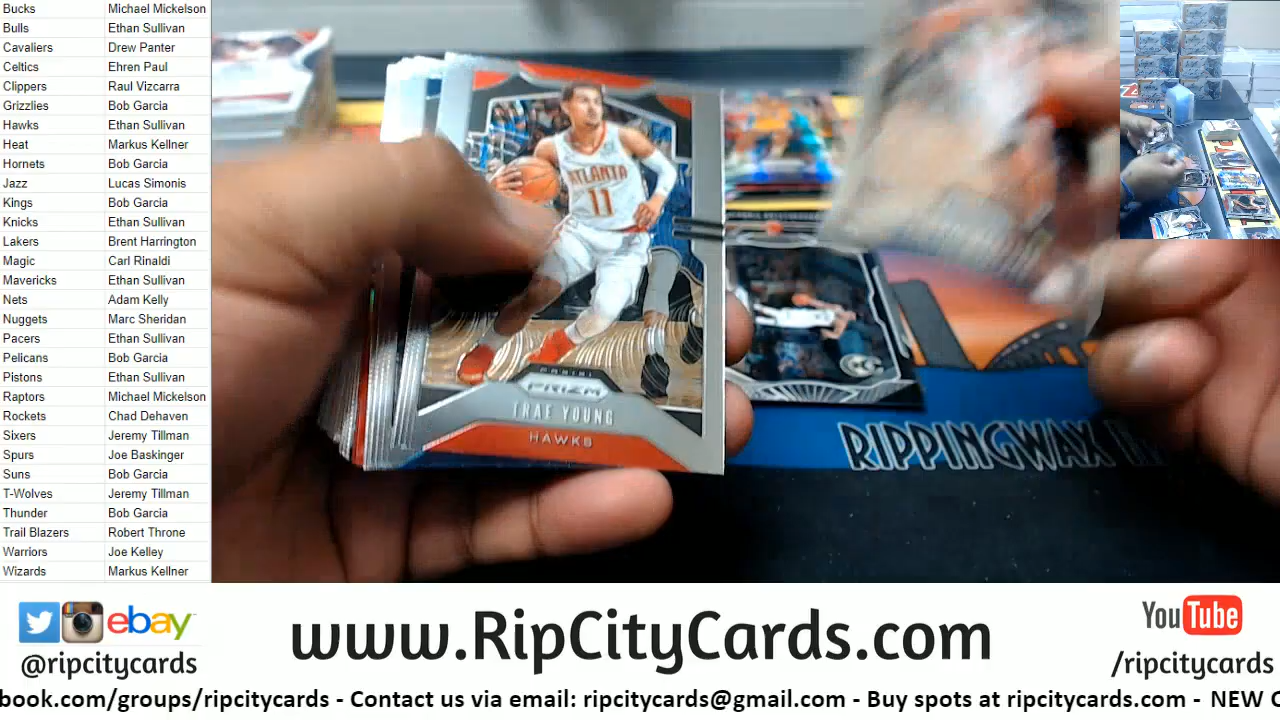 Bucks Michael Mickelson
Bulls Ethan Sullivan
Cavaliers Drew Panter
Celtics Ehren Paul
Clippers Raul Vizcarra
Grizzlies Bob Garcia
Hawks Ethan Sullivan
Heat Markus Kellner
Hornets Bob Garcia
Jazz Lucas Simonis
Kings Bob Garcia
Knicks Ethan Sullivan
Lakers Brent Harrington
Magic Carl Rinaldi
Mavericks Ethan Sullivan
Nets Adam Kelly
Nuggets Marc Sheridan
Pacers Ethan Sullivan
Pelicans Bob Garcia
Pistons Ethan Sullivan
Raptors Michael Mickelson
Rockets Chad Dehaven
Sixers Jeremy Tillman
Spurs Joe Baskinger
Suns Bob Garcia
T-Wolves Jeremy Tillman
Thunder Bob Garcia
Trail Blazers Robert Throne
Warriors Joe Kelley
Wizards Markus Kellner
ATLANTA
11
PANINI
PRIZM
TRAE YOUNG
HAWKS
RIPPINGWAX
ebay
@ripcitycards
www.RipCityCards.com
YouTube
/ripcitycards
book.com/groups/ripcitycards - Contact us via email: ripcitycards@gmail.com - Buy spots at ripcitycards.com - NEW